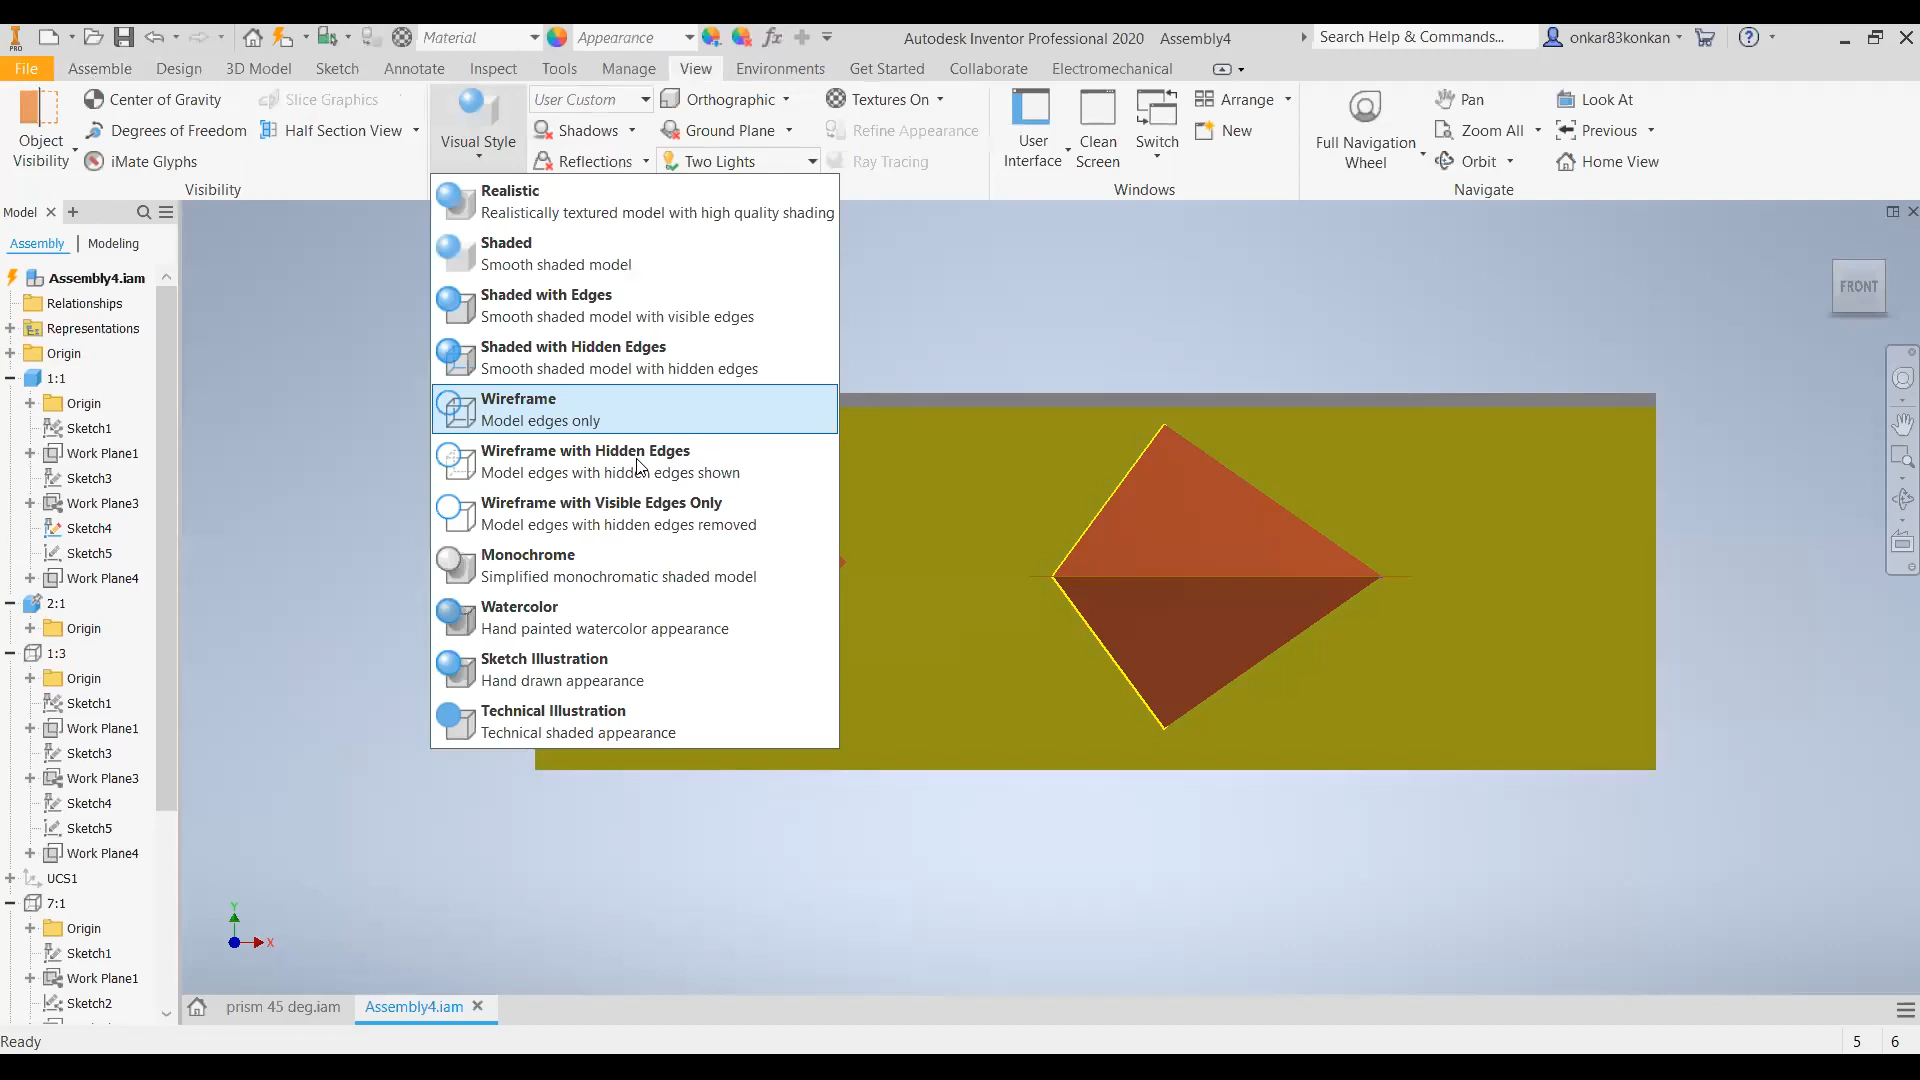 PRO
Material
Appearance
Autodesk Inventor Professional 2020 Assembly4
Search Help & Commands...
onkar83konkan
File
Assemble
Design
3D Model
Sketch
Annotate
Inspect
Tools
Manage
View
Environments
Get Started
Collaborate
Electromechanical
Object
Visibility
Center of Gravity
Slice Graphics
Degrees of Freedom
Half Section View
iMate Glyphs
Visibility
Visual Style
User Custom
Shadows
Reflections
Orthographic
Ground Plane
Two Lights
Textures On
Refine Appearance
Ray Tracing
User
Interface
Clean
Screen
Switch
Arrange
New
Windows
Full Navigation
Wheel
Pan
Zoom All
Orbit
Look At
Previous
Home View
Navigate
Realistic
Realistically textured model with high quality shading
Shaded
Smooth shaded model
Shaded with Edges
Smooth shaded model with visible edges
Shaded with Hidden Edges
Smooth shaded model with hidden edges
Wireframe
Model edges only
Wireframe with Hidden Edges
Model edges with hidden edges shown
Wireframe with Visible Edges Only
Model edges with hidden edges removed
Monochrome
Simplified monochromatic shaded model
Watercolor
Hand painted watercolor appearance
Sketch Illustration
Hand drawn appearance
Technical Illustration
Technical shaded appearance
Model
Assembly | Modeling
Assembly4.iam
Relationships
Representations
Origin
1:1
Origin
Sketch1
Work Plane1
Sketch3
Work Plane3
Sketch4
Sketch5
Work Plane4
2:1
Origin
1:3
Origin
Sketch1
Work Plane1
Sketch3
Work Plane3
Sketch4
Sketch5
Work Plane4
UCS1
7:1
Origin
Sketch1
Work Plane1
Sketch2
FRONT
Y
X
prism 45 deg.iam
Assembly4.iam
Ready
5
6